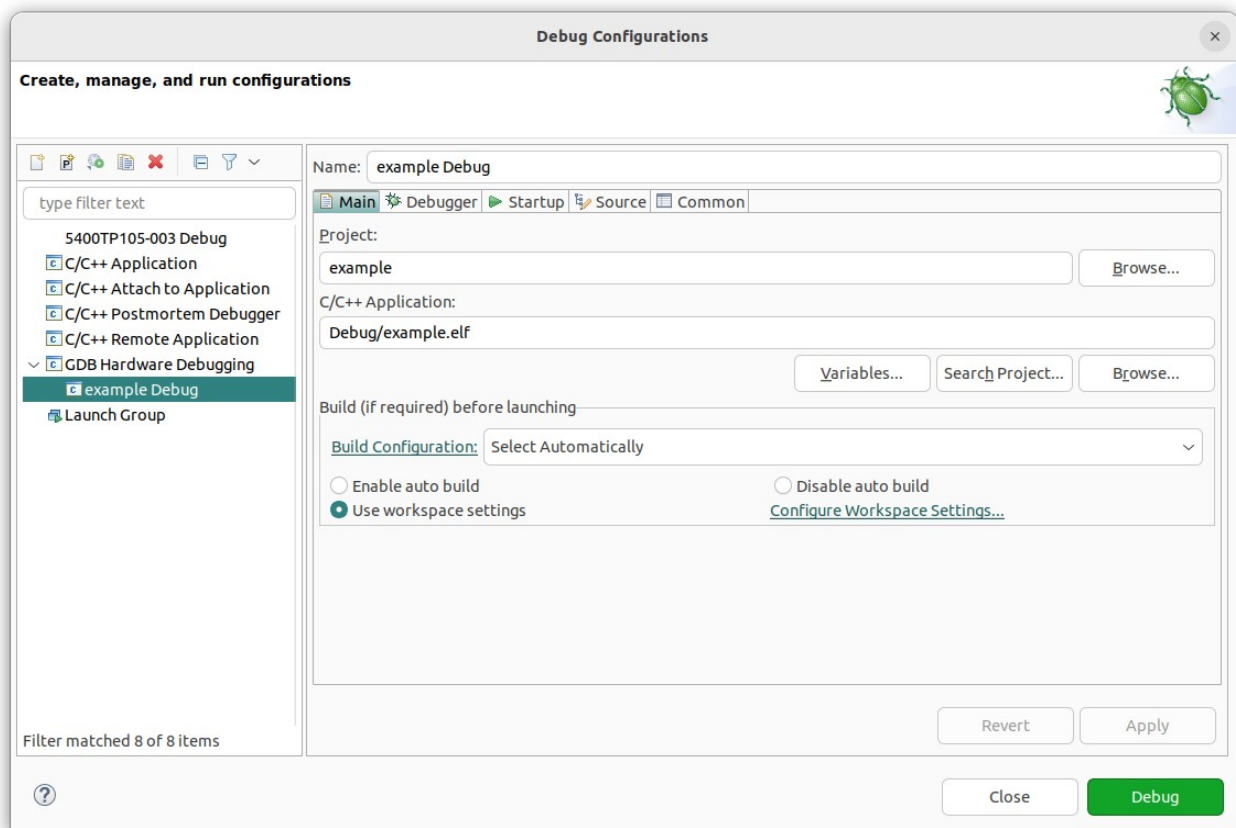 Debug Configurations
Create, manage, and run configurations
type filter text
5400TP105-003 Debug
C/C++ Application
C/C++ Attach to Application
C/C++ Postmortem Debugger
C/C++ Remote Application
GDB Hardware Debugging
example Debug
Launch Group
Filter matched 8 of 8 items
Name: example Debug
Main Debugger Startup Source Common
Project:
example Browse...
C/C++ Application:
Debug/example.elf
Variables... Search Project... Browse...
Build (if required) before launching
Build Configuration: Select Automatically
Enable auto build Disable auto build
Use workspace settings Configure Workspace Settings...
Revert Apply
Close Debug